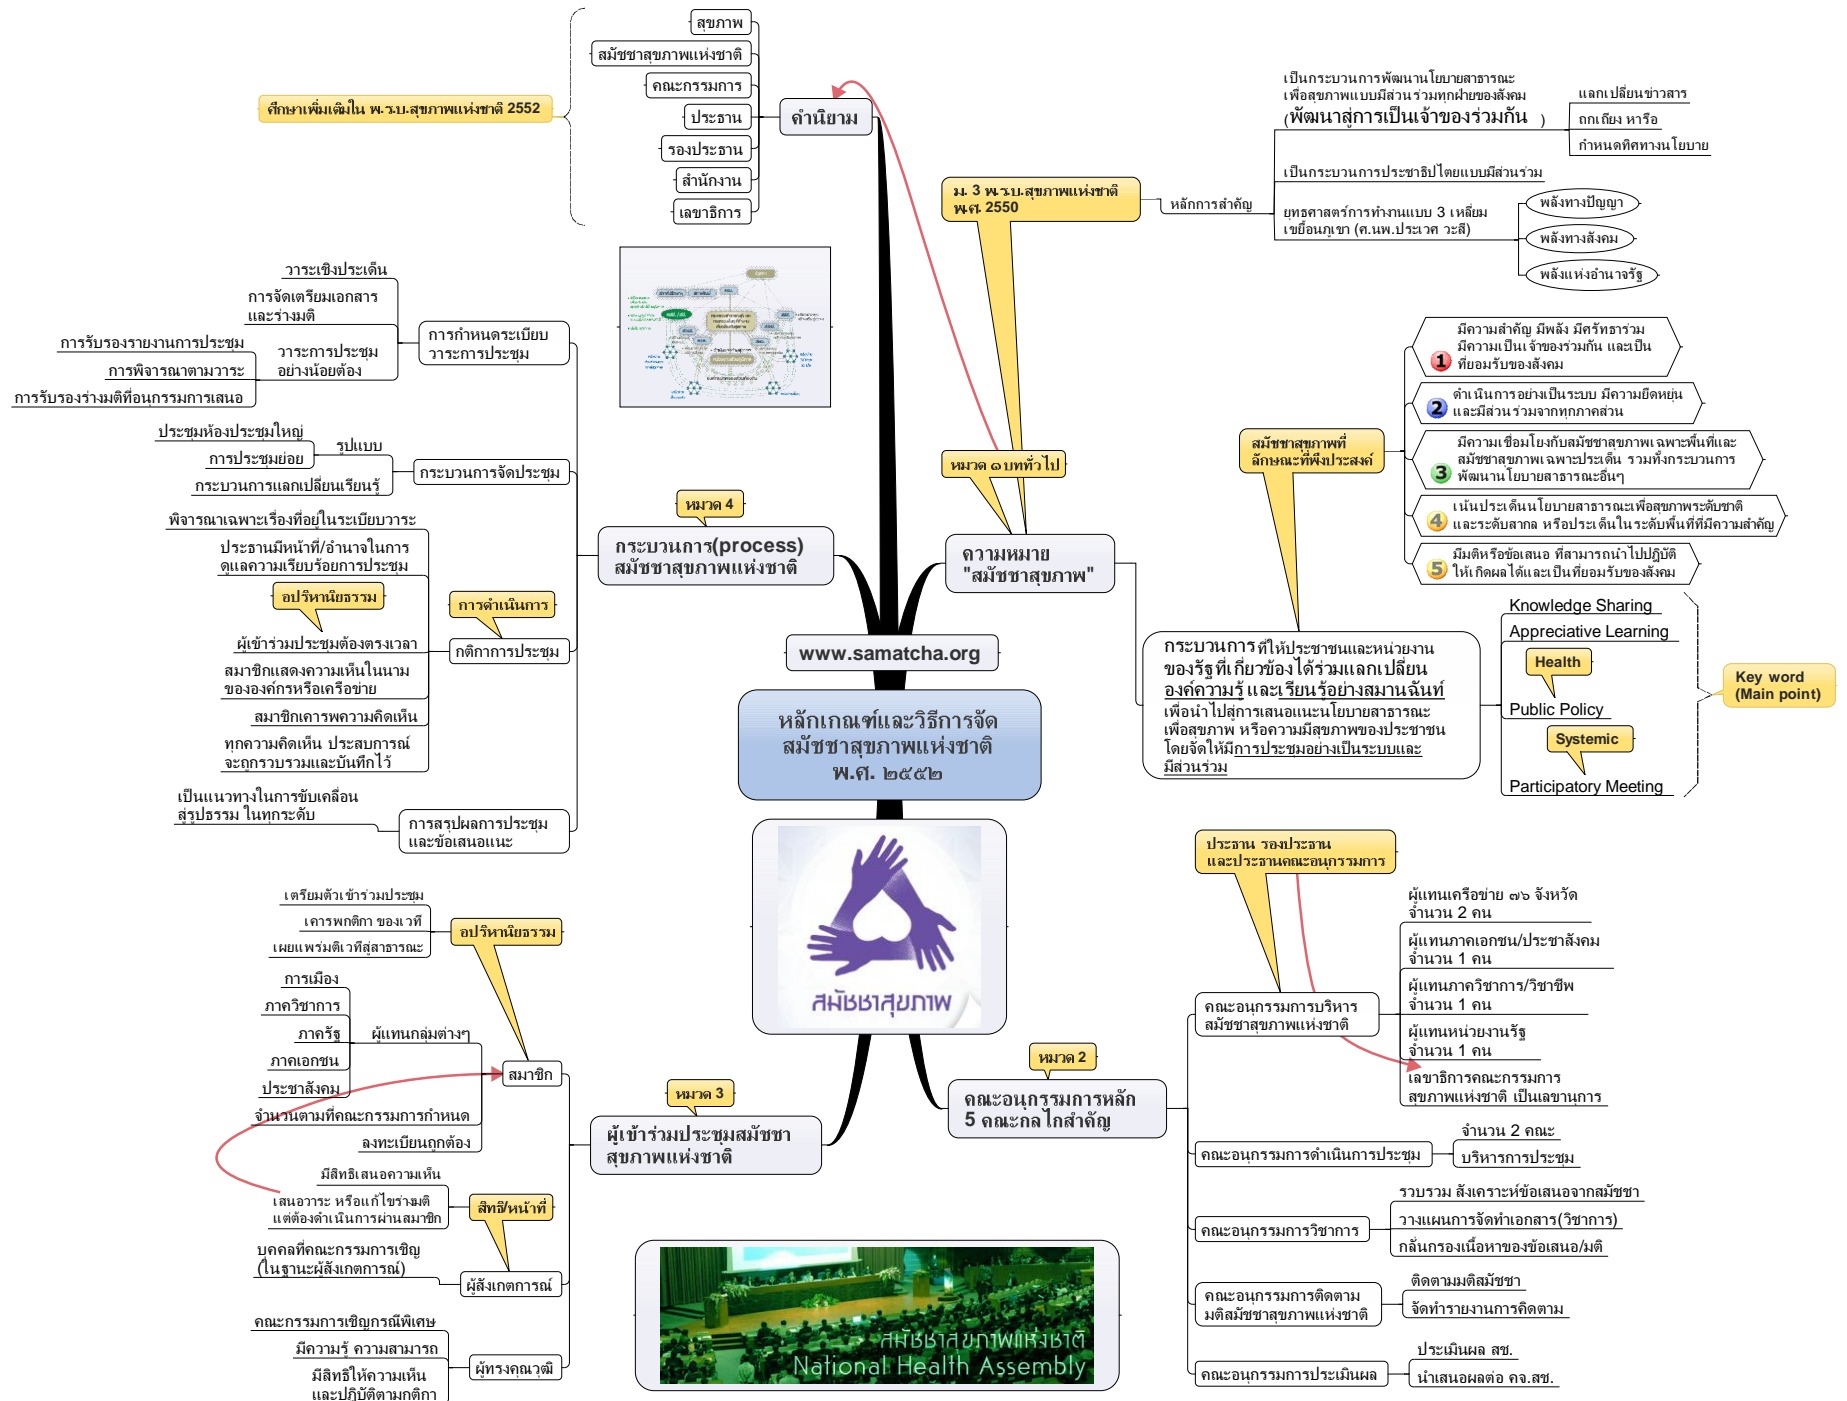 สุขภาพ
สมัชชาสุขภาพแห่งชาติ
คณะกรรมการ
ประธาน
รองประธาน
สำนักงาน
เลขาธิการ
ศึกษาเพิ่มเติมใน พ.ร.บ.สุขภาพแห่งชาติ 2552
คำนิยาม
เป็นกระบวนการพัฒนานโยบายสาธารณะ
เพื่อสุขภาพแบบมีส่วนร่วมทุกฝ่ายของสังคม
(พัฒนาสู่การเป็นเจ้าของร่วมกัน )
แลกเปลี่ยนข่าวสาร
ถกเถียง หารือ
กำหนดทิศทางนโยบาย
เป็นกระบวนการประชาธิปไตยแบบมีส่วนร่วม
ม. 3 พ.ร.บ.สุขภาพแห่งชาติ
พ.ศ. 2550
หลักการสำคัญ
ยุทธศาสตร์การทำงานแบบ 3 เหลี่ยม
เขยื้อนภูเขา (ศ.นพ.ประเวศ วะสี)
พลังทางปัญญา
พลังทางสังคม
พลังแห่งอำนาจรัฐ
วาระเชิงประเด็น
การจัดเตรียมเอกสาร
และร่างมติ
การกำหนดระเบียบ
วาระการประชุม
การรับรองรายงานการประชุม
การพิจารณาตามวาระ
การรับรองร่างมติที่อนุกรรมการเสนอ
วาระการประชุม
อย่างน้อยต้อง
ประชุมห้องประชุมใหญ่
การประชุมย่อย
รูปแบบ
กระบวนการแลกเปลี่ยนเรียนรู้
กระบวนการจัดประชุม
หมวด 4
กระบวนการ(process)
สมัชชาสุขภาพแห่งชาติ
พิจารณาเฉพาะเรื่องที่อยู่ในระเบียบวาระ
ประธานมีหน้าที่/อำนาจในการ
ดูแลความเรียบร้อยการประชุม
อปริหานิยธรรม
การดำเนินการ
ผู้เข้าร่วมประชุมต้องตรงเวลา
กติกาการประชุม
สมาชิกแสดงความเห็นในนาม
ขององค์กรหรือเครือข่าย
สมาชิกเคารพความคิดเห็น
ทุกความคิดเห็น ประสบการณ์
จะถูกรวบรวมและบันทึกไว้
เป็นแนวทางในการขับเคลื่อน
สู่รูปธรรม ในทุกระดับ
การสรุปผลการประชุม
และข้อเสนอแนะ
หมวด ๑ บททั่วไป
ความหมาย
"สมัชชาสุขภาพ"
สมัชชาสุขภาพที่
ลักษณะที่พึงประสงค์
มีความสำคัญ มีพลัง มีศรัทธาร่วม
มีความเป็นเจ้าของร่วมกัน และเป็น
1 ที่ยอมรับของสังคม
2 ดำเนินการอย่างเป็นระบบ มีความยืดหยุ่น
และมีส่วนร่วมจากทุกภาคส่วน
มีความเชื่อมโยงกับสมัชชาสุขภาพเฉพาะพื้นที่และ
สมัชชาสุขภาพเฉพาะประเด็น รวมทั้งกระบวนการ
3 พัฒนานโยบายสาธารณะอื่นๆ
เน้นประเด็นนโยบายสาธารณะเพื่อสุขภาพระดับชาติ
4 และระดับสากล หรือประเด็นในระดับพื้นที่ที่มีความสำคัญ
มีมติหรือข้อเสนอ ที่สามารถนำไปปฎิบัติ
5 ให้เกิดผลได้และเป็นที่ยอมรับของสังคม
กระบวนการ ที่ให้ประชาชนและหน่วยงาน
ของรัฐที่เกี่ยวข้องได้ร่วมแลกเปลี่ยน
องค์ความรู้ และเรียนรู้อย่างสมานฉันท์
เพื่อนำไปสู่การเสนอแนะนโยบายสาธารณะ
เพื่อสุขภาพ หรือความมีสุขภาพของประชาชน
โดยจัดให้มีการประชุมอย่างเป็นระบบและ
มีส่วนร่วม
Knowledge Sharing
Appreciative Learning
Health
Public Policy
Systemic
Participatory Meeting
Key word
(Main point)
www.samatcha.org
หลักเกณฑ์และวิธีการจัด
สมัชชาสุขภาพแห่งชาติ
พ.ศ. ๒๕๕๒
สมัชชาสุขภาพ
เตรียมตัวเข้าร่วมประชุม
เคารพกติกา ของเวที
เผยแพร่มติเวทีสู่สาธารณะ
อปริหานิยธรรม
การเมือง
ภาควิชาการ
ภาครัฐ
ภาคเอกชน
ประชาสังคม
ผู้แทนกลุ่มต่างๆ
จำนวนตามที่คณะกรรมการกำหนด
ลงทะเบียนถูกต้อง
สมาชิก
หมวด 3
ผู้เข้าร่วมประชุมสมัชชา
สุขภาพแห่งชาติ
มีสิทธิเสนอความเห็น
เสนอวาระ หรือแก้ไขร่างมติ
แต่ต้องดำเนินการผ่านสมาชิก
สิทธิ/หน้าที่
บุคคลที่คณะกรรมการเชิญ
(ในฐานะผู้สังเกตการณ์)
ผู้สังเกตการณ์
คณะกรรมการเชิญกรณีพิเศษ
มีความรู้ ความสามารถ
มีสิทธิให้ความเห็น
และปฎิบัติตามกติกา
ผู้ทรงคุณวุฒิ
สมัชชาสุขภาพแห่งชาติ
National Health Assembly
หมวด 2
คณะอนุกรรมการหลัก
5 คณะกลไกสำคัญ
ประธาน รองประธาน
และประธานคณะอนุกรรมการ
คณะอนุกรรมการบริหาร
สมัชชาสุขภาพแห่งชาติ
ผู้แทนเครือข่าย ๗๖ จังหวัด
จำนวน 2 คน
ผู้แทนภาคเอกชน/ประชาสังคม
จำนวน 1 คน
ผู้แทนภาควิชาการ/วิชาชีพ
จำนวน 1 คน
ผู้แทนหน่วยงานรัฐ
จำนวน 1 คน
เลขาธิการคณะกรรมการ
สุขภาพแห่งชาติ เป็นเลขานุการ
คณะอนุกรรมการดำเนินการประชุม
จำนวน 2 คณะ
บริหารการประชุม
คณะอนุกรรมการวิชาการ
รวบรวม สังเคราะห์ข้อเสนอจากสมัชชา
วางแผนการจัดทำเอกสาร(วิชาการ)
กลั่นกรองเนื้อหาของข้อเสนอ/มติ
คณะอนุกรรมการติดตาม
มติสมัชชาสุขภาพแห่งชาติ
ติดตามมติสมัชชา
จัดทำรายงานการคิดตาม
คณะอนุกรรมการประเมินผล
ประเมินผล สช.
นำเสนอผลต่อ คจ.สช.